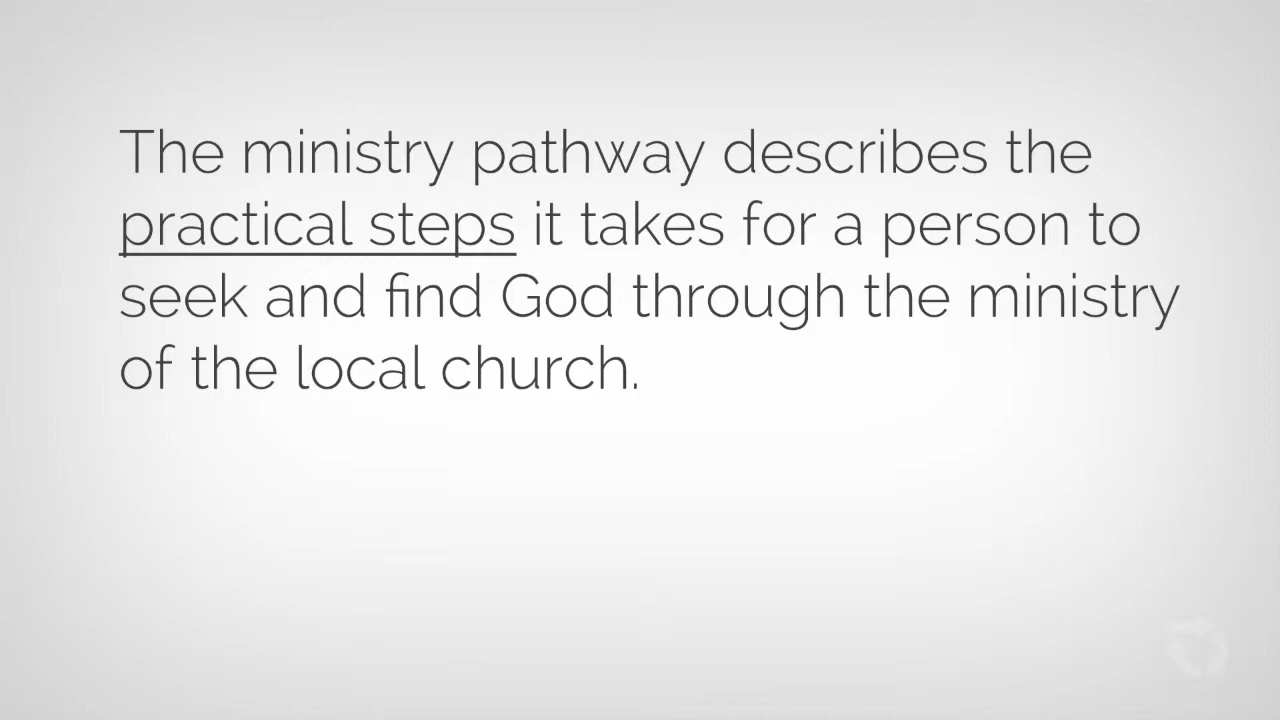 The ministry pathway describes the
practical steps it takes for a person to
seek and find God through the ministry
of the local church.